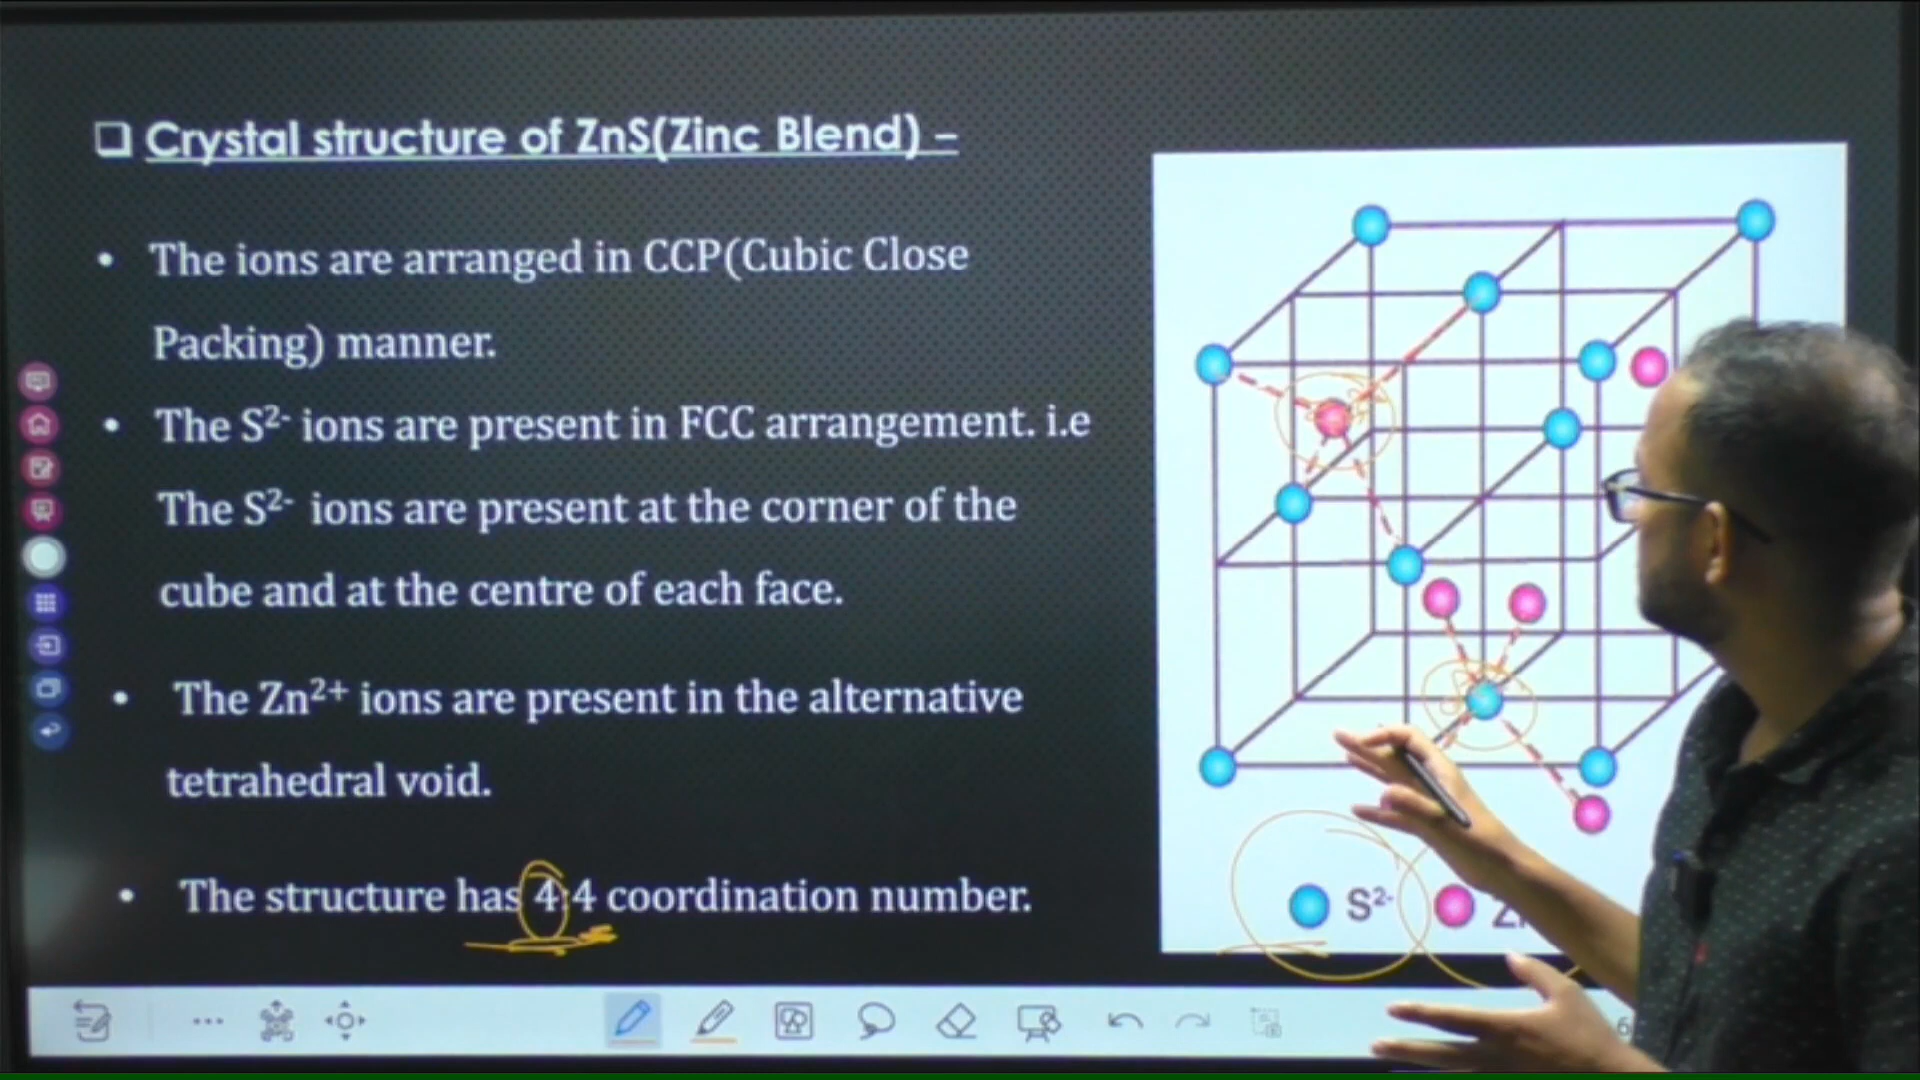 ❑ Crystal structure of ZnS(Zinc Blend) –
• The ions are arranged in CCP(Cubic Close
Packing) manner.
• The S²⁻ ions are present in FCC arrangement. i.e
The S²⁻ ions are present at the corner of the
cube and at the centre of each face.
• The Zn²⁺ ions are present in the alternative
tetrahedral void.
• The structure has 4:4 coordination number.
S²⁻